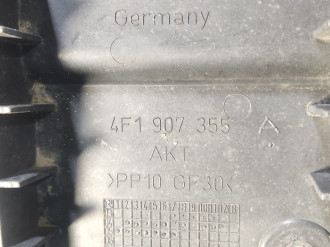 Germany
4F1 907 355 A
AKT
>PP10 GF30<